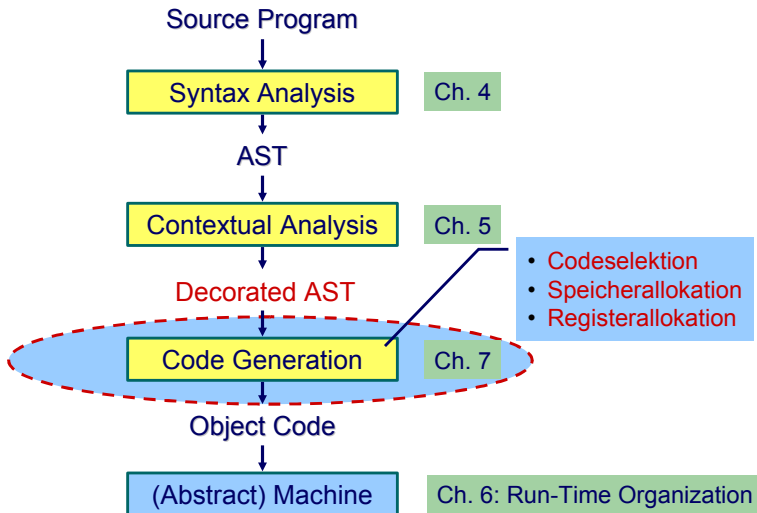 Source Program
Syntax Analysis
Ch. 4
AST
Contextual Analysis
Ch. 5
• Codeselektion
• Speicherallokation
• Registerallokation
Decorated AST
Code Generation
Ch. 7
Object Code
(Abstract) Machine
Ch. 6: Run-Time Organization